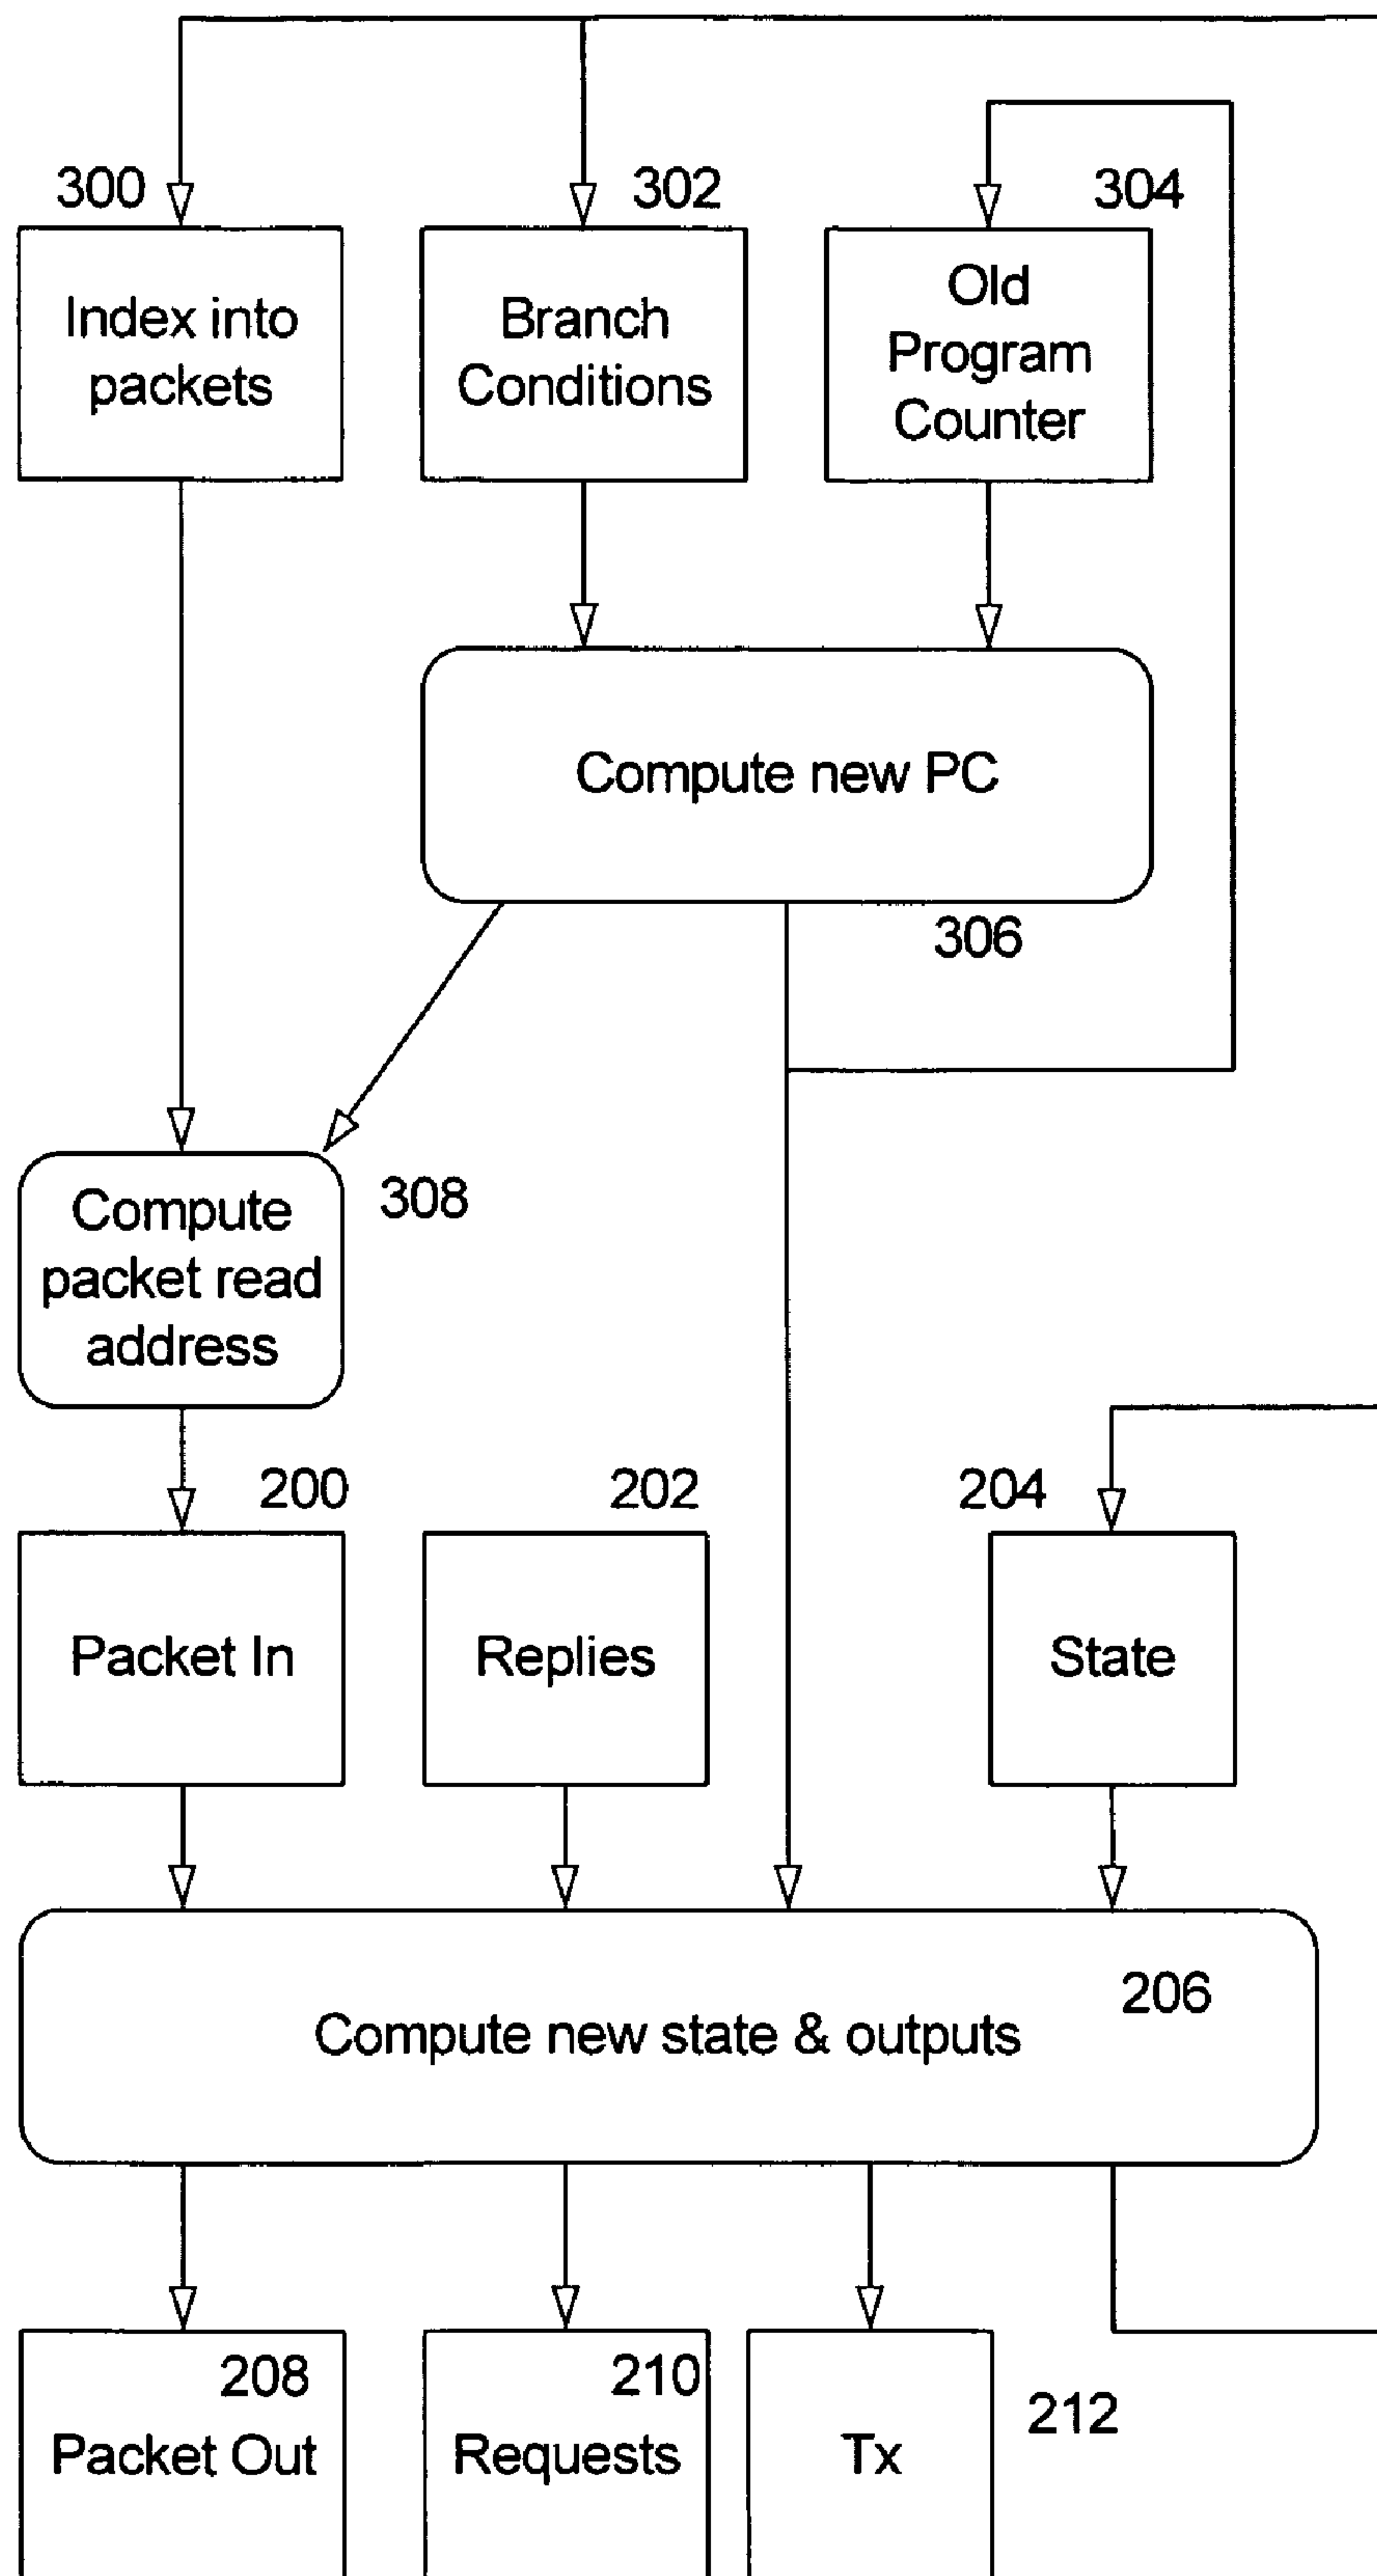 300
302
304
Index into
packets
Branch
Conditions
Old
Program
Counter
Compute new PC
306
Compute
packet read
address
308
200
202
204
Packet In
Replies
State
206
Compute new state & outputs
208
Packet Out
210
Requests
Tx
212